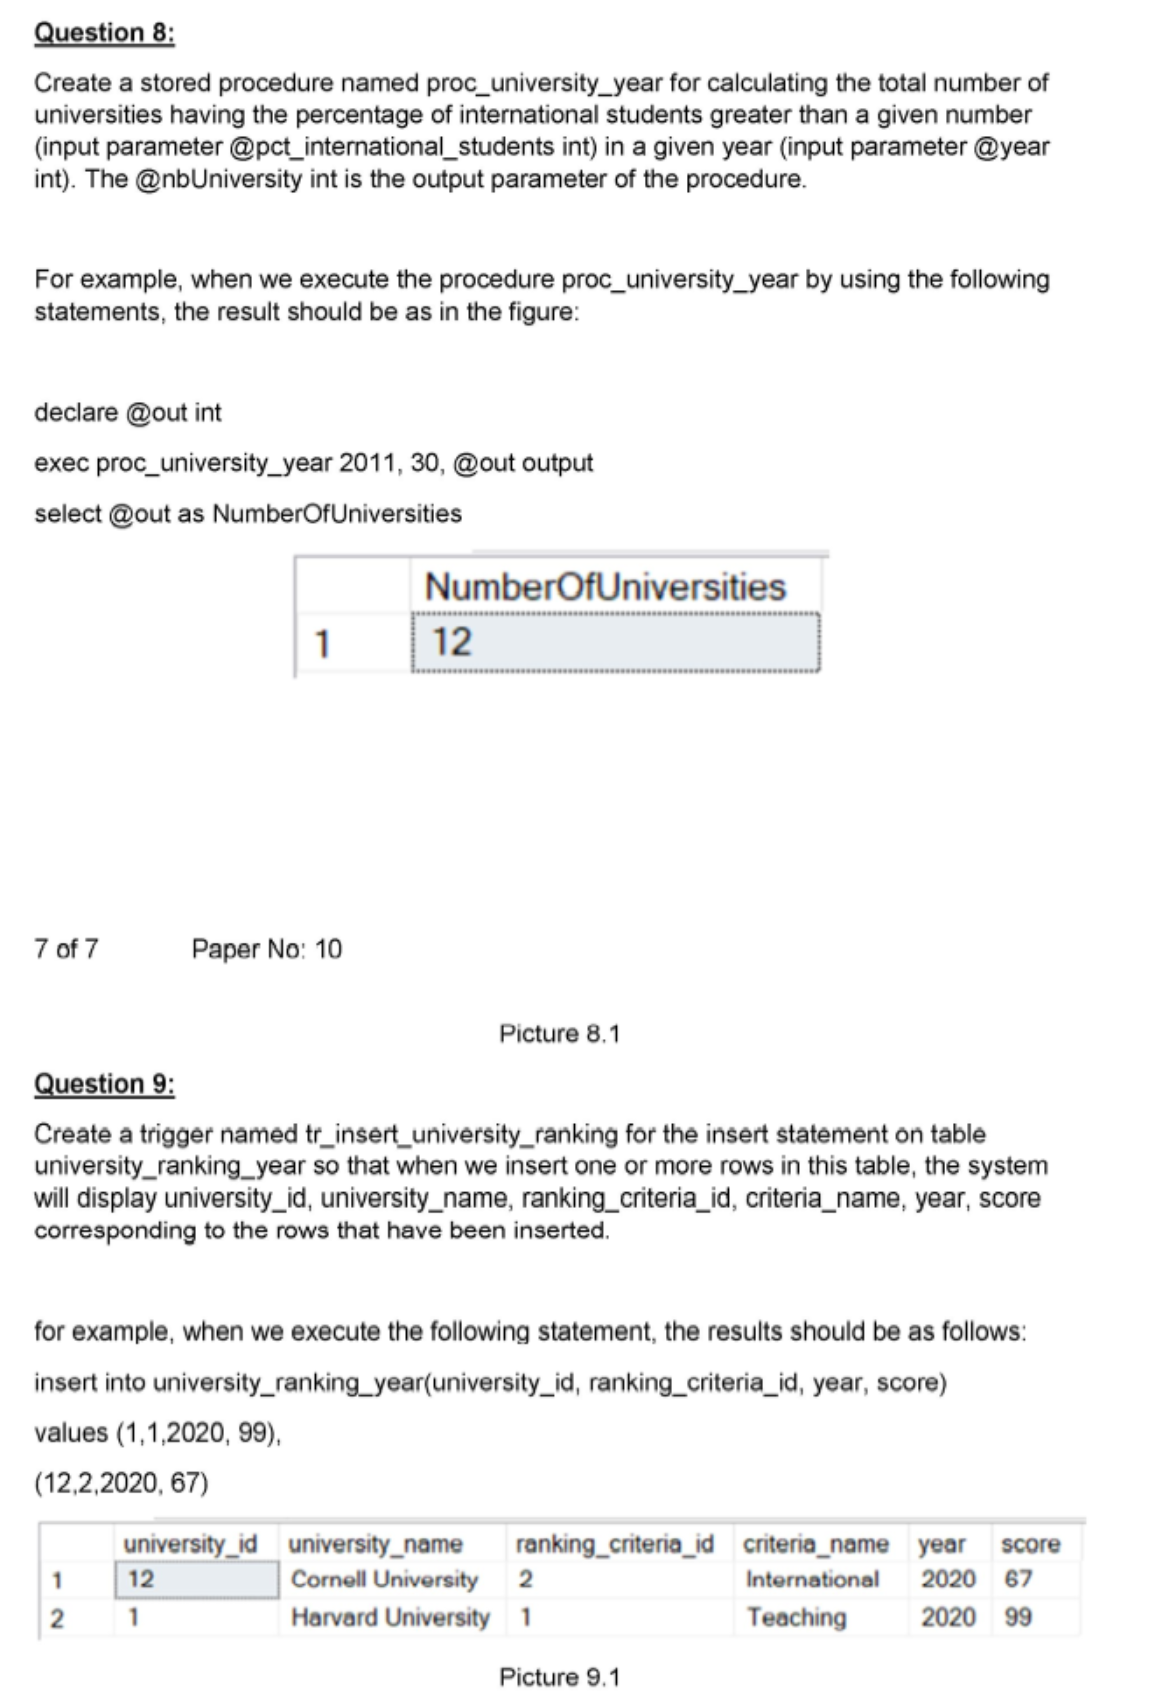 Question 8:
Create a stored procedure named proc_university_year for calculating the total number of
universities having the percentage of international students greater than a given number
(input parameter @pct_international_students int) in a given year (input parameter @year
int). The @nbUniversity int is the output parameter of the procedure.
For example, when we execute the procedure proc_university_year by using the following
statements, the result should be as in the figure:
declare @out int
exec proc_university_year 2011, 30, @out output
select @out as NumberOfUniversities
NumberOfUniversities
1 12
7 of 7 Paper No: 10
Picture 8.1
Question 9:
Create a trigger named tr_insert_university_ranking for the insert statement on table
university_ranking_year so that when we insert one or more rows in this table, the system
will display university_id, university_name, ranking_criteria_id, criteria_name, year, score
corresponding to the rows that have been inserted.
for example, when we execute the following statement, the results should be as follows:
insert into university_ranking_year(university_id, ranking_criteria_id, year, score)
values (1,1,2020, 99),
(12,2,2020, 67)
university_id university_name ranking_criteria_id criteria_name year score
1 12 Cornell University 2 International 2020 67
2 1 Harvard University 1 Teaching 2020 99
Picture 9.1